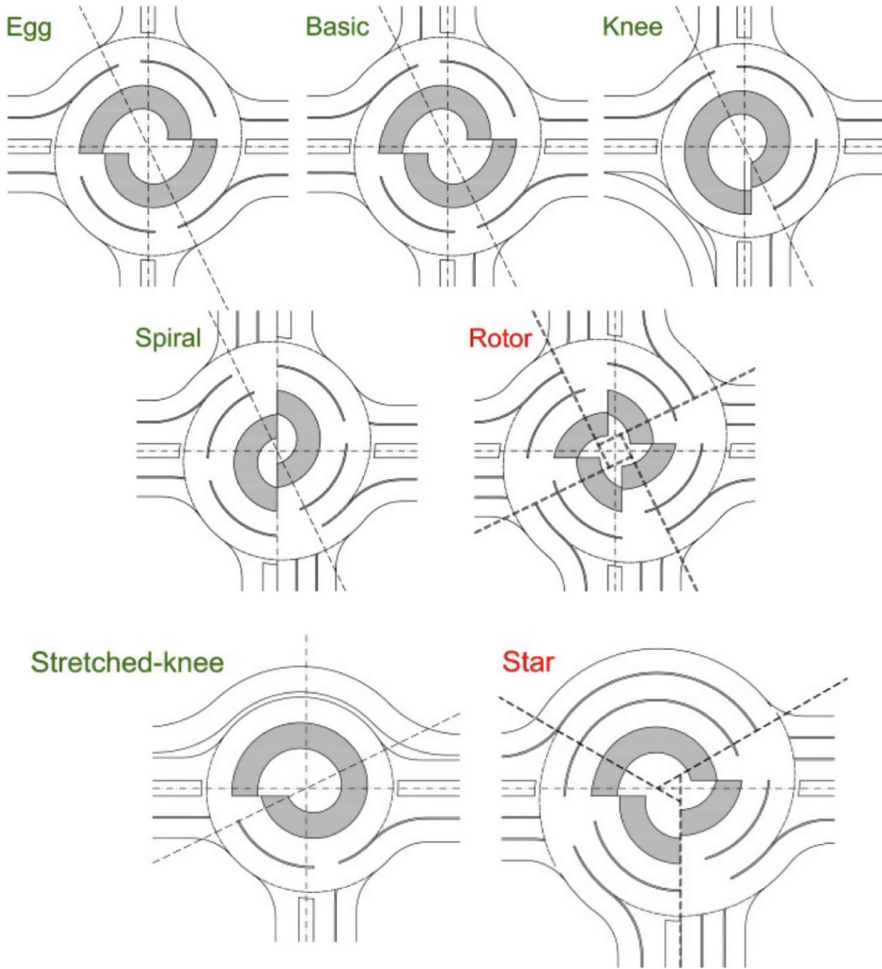 Egg
Basic
Knee
Spiral
Rotor
Stretched-knee
Star